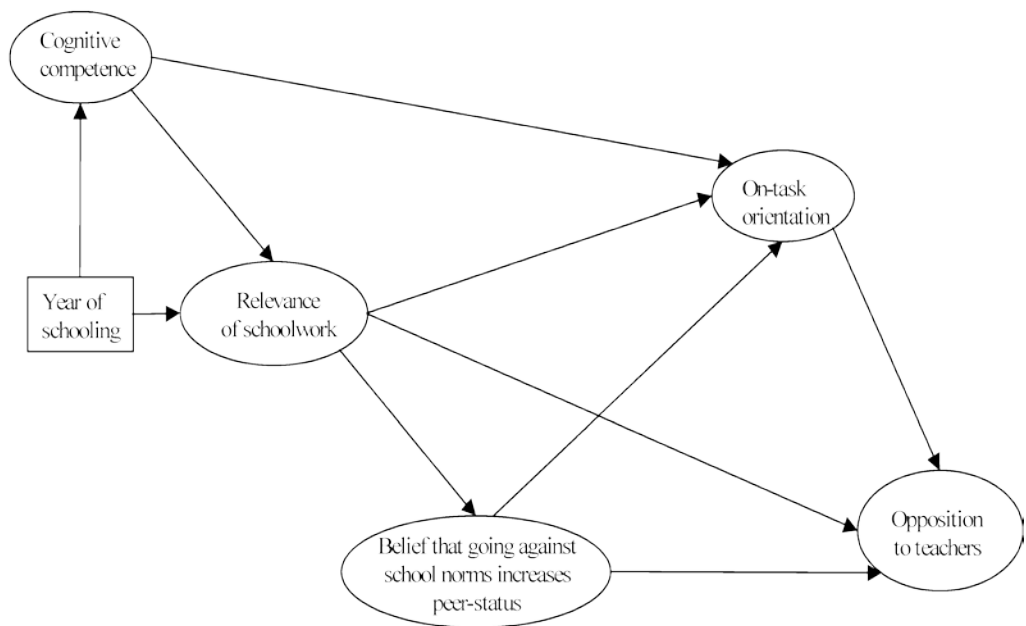 Cognitive
competence
On-task
orientation
Year of
schooling
Relevance
of schoolwork
Opposition
to teachers
Belief that going against
school norms increases
peer-status